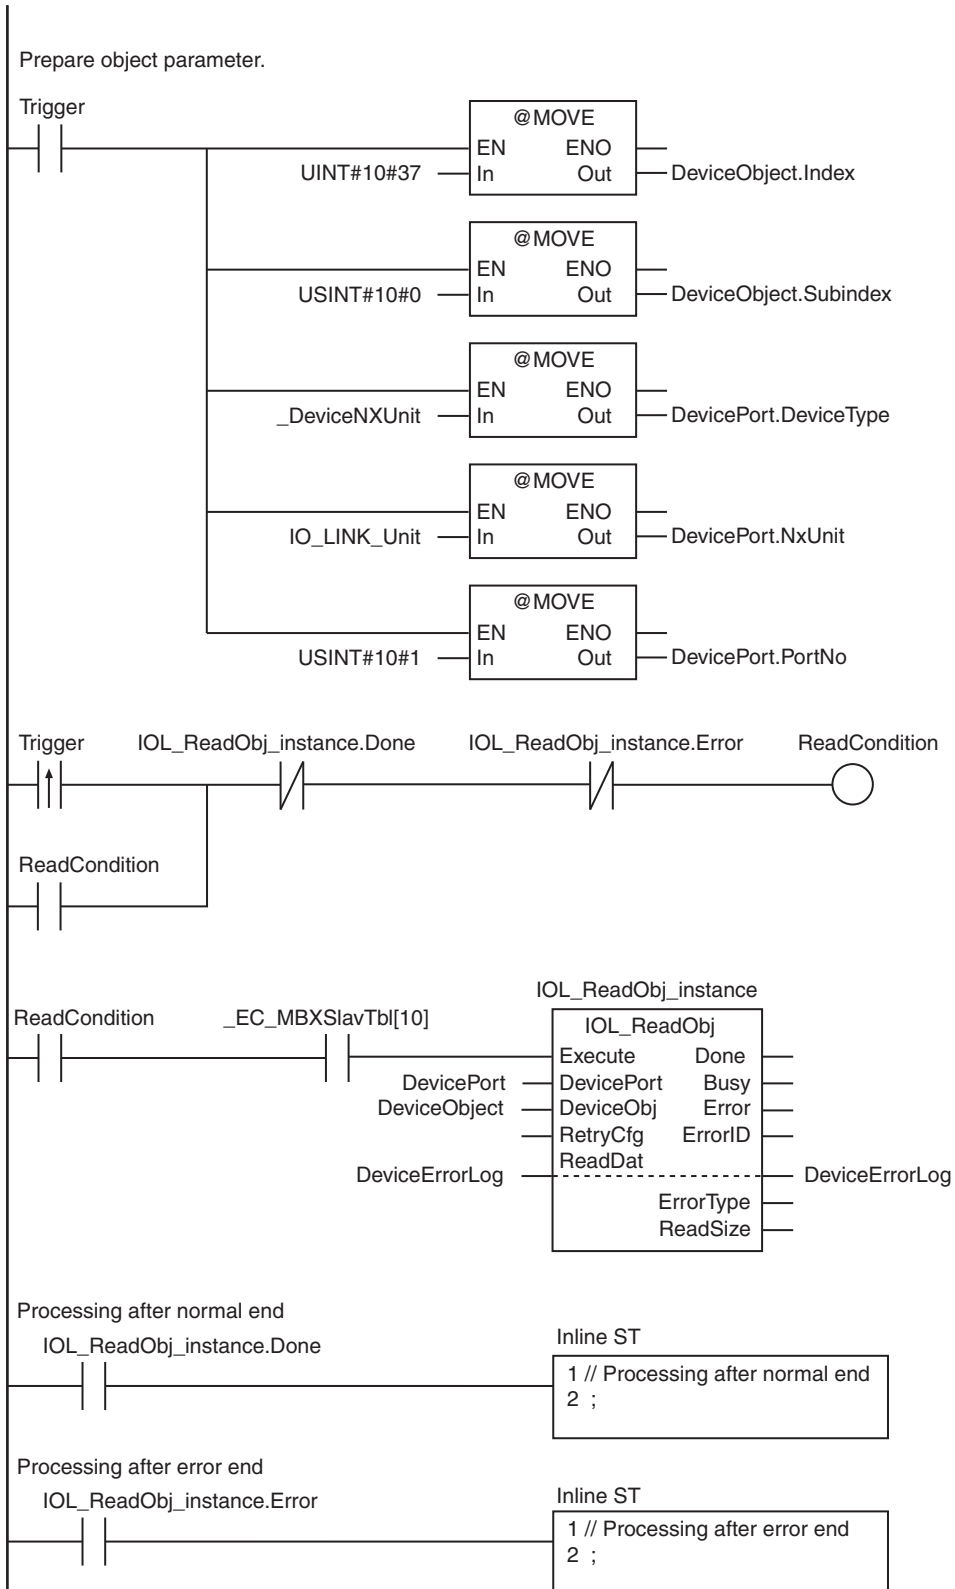 Prepare object parameter.
Trigger
@MOVE
EN ENO
UINT#10#37 In Out DeviceObject.Index
@MOVE
EN ENO
USINT#10#0 In Out DeviceObject.Subindex
@MOVE
EN ENO
_DeviceNXUnit In Out DevicePort.DeviceType
@MOVE
EN ENO
IO_LINK_Unit In Out DevicePort.NxUnit
@MOVE
EN ENO
USINT#10#1 In Out DevicePort.PortNo
Trigger IOL_ReadObj_instance.Done IOL_ReadObj_instance.Error ReadCondition
ReadCondition
IOL_ReadObj_instance
ReadCondition _EC_MBXSlavTbl[10] IOL_ReadObj
Execute Done
DevicePort DevicePort Busy
DeviceObject DeviceObj Error
RetryCfg ErrorID
ReadDat
DeviceErrorLog DeviceErrorLog
ErrorType
ReadSize
Processing after normal end
IOL_ReadObj_instance.Done Inline ST
1 // Processing after normal end
2 ;
Processing after error end
IOL_ReadObj_instance.Error Inline ST
1 // Processing after error end
2 ;